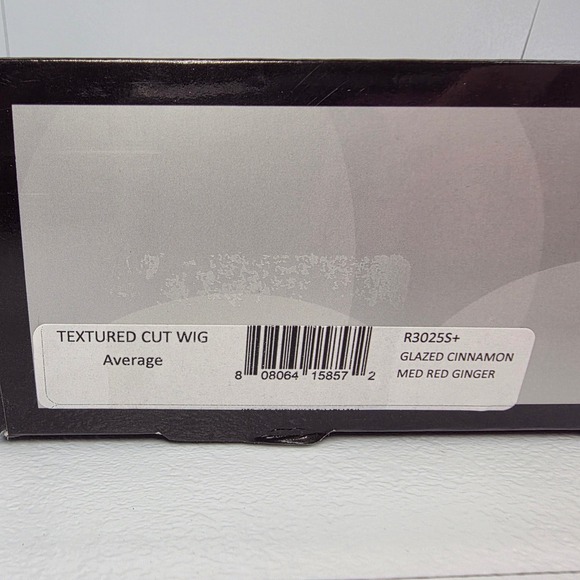 TEXTURED CUT WIG
Average
8 08064 15857 2
R3025S+
GLAZED CINNAMON
MED RED GINGER